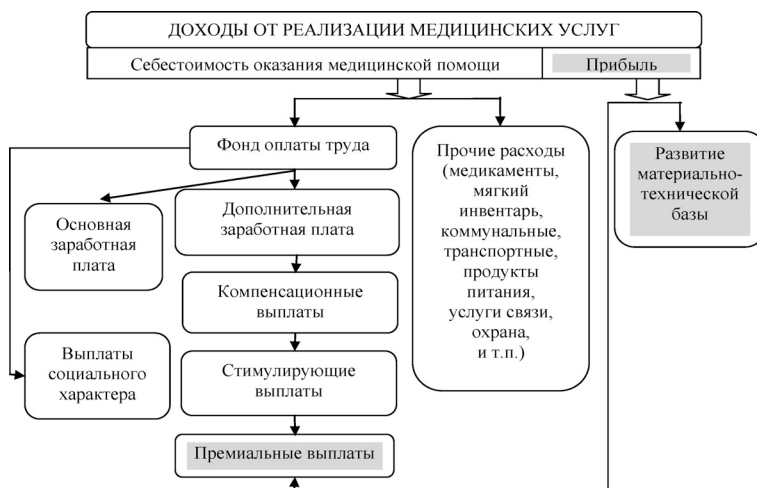 ДОХОДЫ ОТ РЕАЛИЗАЦИИ МЕДИЦИНСКИХ УСЛУГ
Себестоимость оказания медицинской помощи
Прибыль
Фонд оплаты труда
Основная
заработная
плата
Дополнительная
заработная плата
Компенсационные
выплаты
Выплаты
социального
характера
Стимулирующие
выплаты
Премиальные выплаты
Прочие расходы
(медикаменты,
мягкий
инвентарь,
коммунальные,
транспортные,
продукты
питания,
услуги связи,
охрана,
и т.п.)
Развитие
материально-
технической
базы